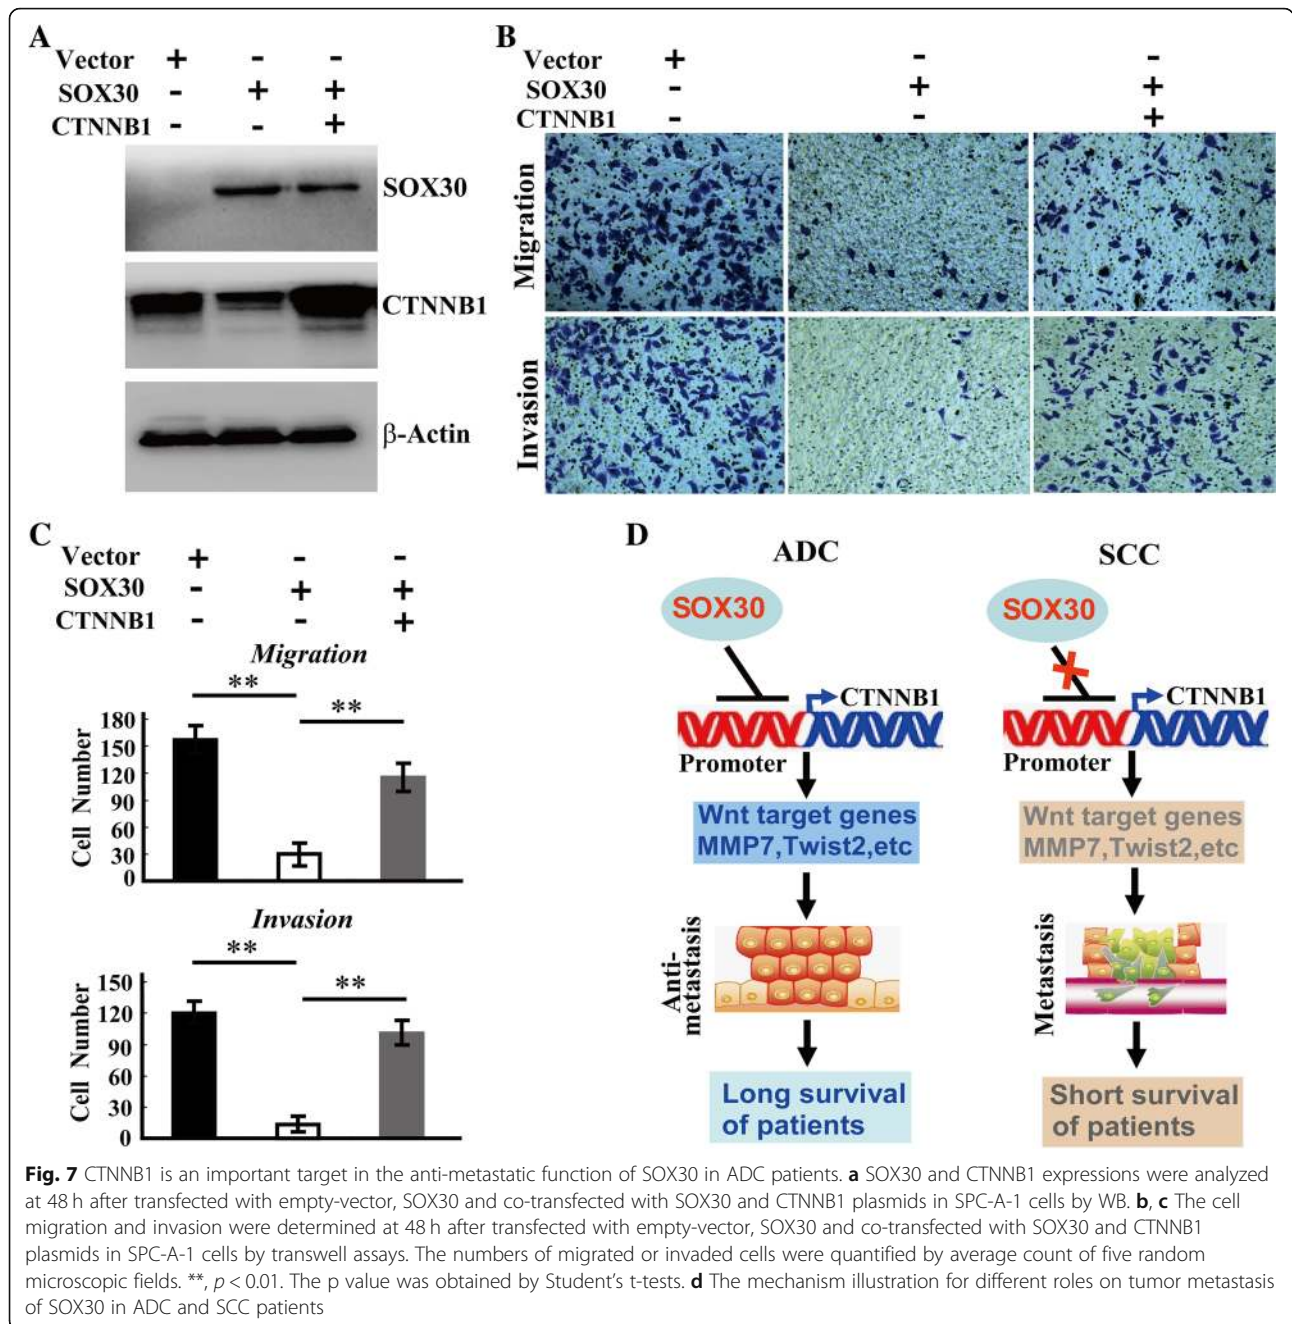 A
Vector + - -
SOX30 - + +
CTNNB1 - - +
SOX30
CTNNB1
β-Actin
B
Vector + - -
SOX30 - + +
CTNNB1 - - +
Migration
Invasion
C
Vector + - -
SOX30 - + +
CTNNB1 - - +
Migration
** **
180
150
120
90
60
30
0
Cell Number
Invasion
** **
150
120
90
60
30
0
Cell Number
D
ADC
SOX30
CTNNB1
Promoter
Wnt target genes
MMP7,Twist2,etc
Anti-
metastasis
Long survival
of patients
SCC
SOX30
CTNNB1
Promoter
Wnt target genes
MMP7,Twist2,etc
Metastasis
Short survival
of patients
Fig. 7 CTNNB1 is an important target in the anti-metastatic function of SOX30 in ADC patients. a SOX30 and CTNNB1 expressions were analyzed
at 48 h after transfected with empty-vector, SOX30 and co-transfected with SOX30 and CTNNB1 plasmids in SPC-A-1 cells by WB. b, c The cell
migration and invasion were determined at 48 h after transfected with empty-vector, SOX30 and co-transfected with SOX30 and CTNNB1
plasmids in SPC-A-1 cells by transwell assays. The numbers of migrated or invaded cells were quantified by average count of five random
microscopic fields. **, p < 0.01. The p value was obtained by Student's t-tests. d The mechanism illustration for different roles on tumor metastasis
of SOX30 in ADC and SCC patients